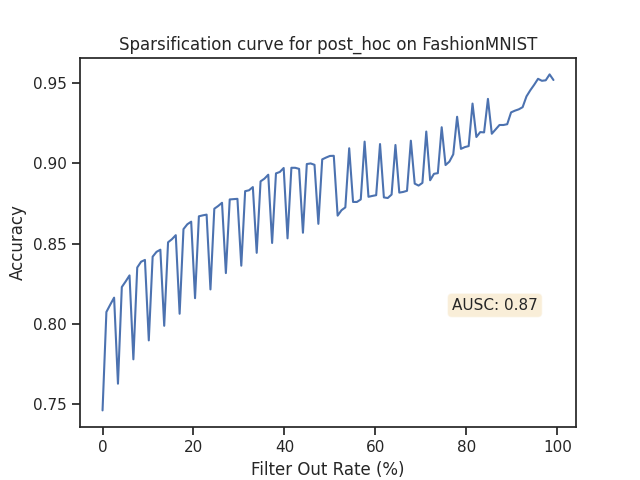 Sparsification curve for post_hoc on FashionMNIST
0.95
0.90
0.85
0.80
0.75
Accuracy
AUSC: 0.87
0 20 40 60 80 100
Filter Out Rate (%)